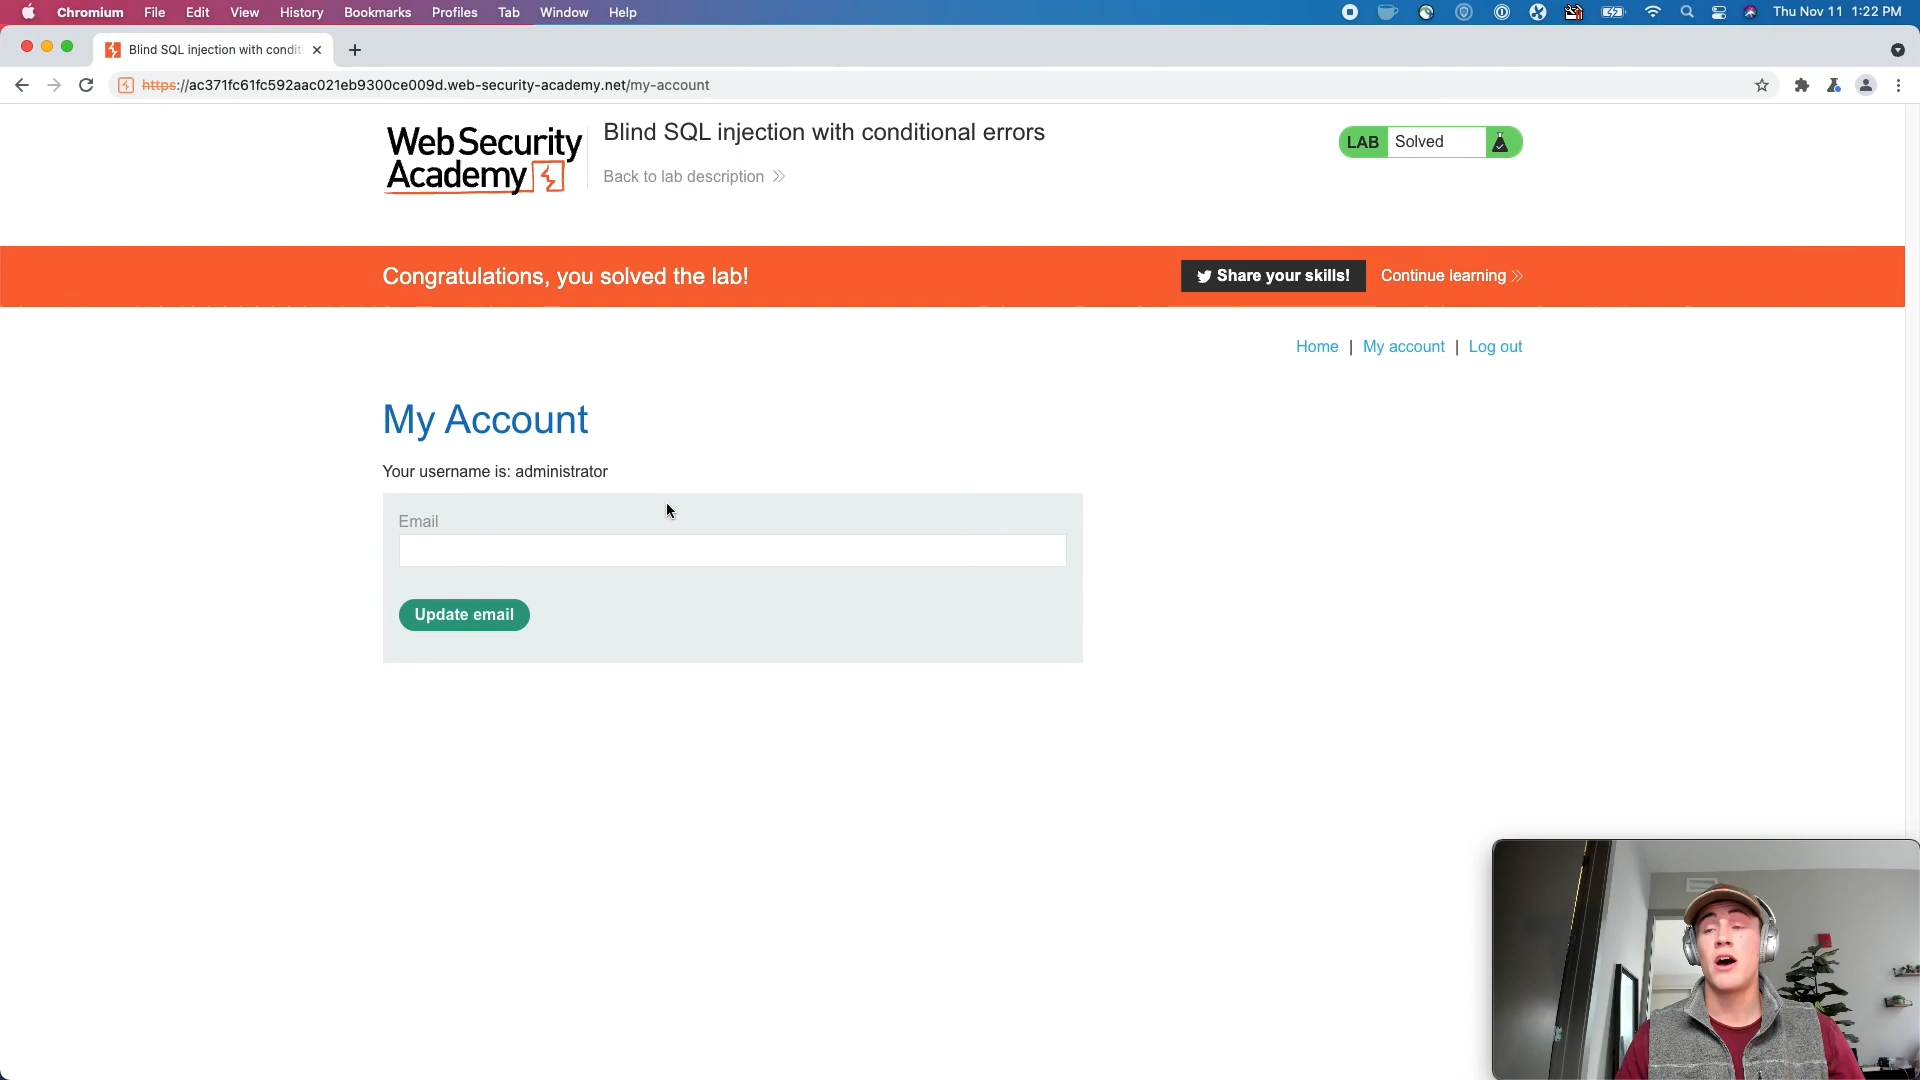 Chromium File Edit View History Bookmarks Profiles Tab Window Help Thu Nov 11 1:22 PM
Blind SQL injection with condit
https://ac371fc61fc592aac021eb9300ce009d.web-security-academy.net/my-account
WebSecurity
Academy
Blind SQL injection with conditional errors
Back to lab description
LAB Solved
Congratulations, you solved the lab!
Share your skills! Continue learning
Home | My account | Log out
My Account
Your username is: administrator
Email
Update email